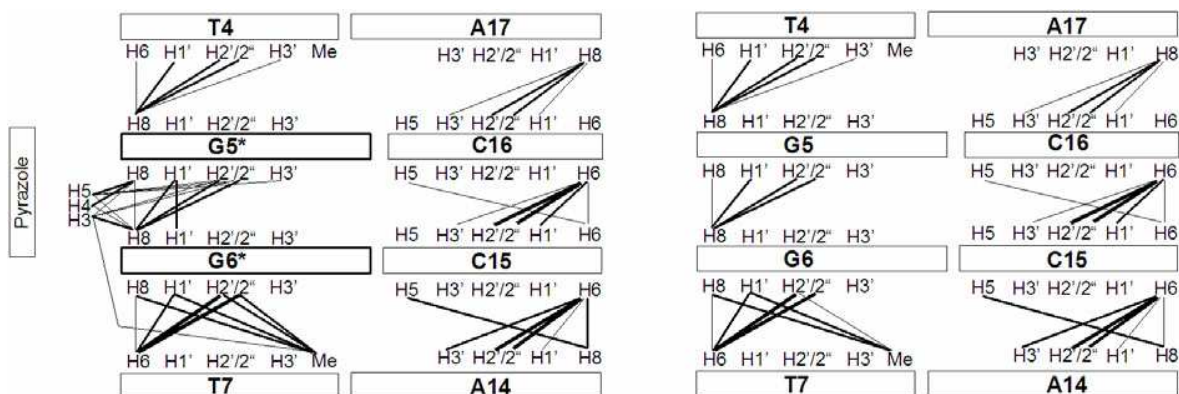 T4 A17
H6 H1' H2'/2" H3' Me H3' H2'/2" H1' H8
H8 H1' H2'/2" H3' H5 H3' H2'/2" H1' H6
G5* C16
H8 H1' H2'/2" H3' H5 H3' H2'/2" H1' H6
Pyrazole
H5
H4
H3
H8 H1' H2'/2" H3' H5 H3' H2'/2" H1' H6
G6* C15
H8 H1' H2'/2" H3' H5 H3' H2'/2" H1' H6
H6 H1' H2'/2" H3' Me H3' H2'/2" H1' H8
T7 A14
T4 A17
H6 H1' H2'/2" H3' Me H3' H2'/2" H1' H8
H8 H1' H2'/2" H3' H5 H3' H2'/2" H1' H6
G5 C16
H8 H1' H2'/2" H3' H5 H3' H2'/2" H1' H6
H8 H1' H2'/2" H3' H5 H3' H2'/2" H1' H6
G6 C15
H8 H1' H2'/2" H3' H5 H3' H2'/2" H1' H6
H6 H1' H2'/2" H3' Me H3' H2'/2" H1' H8
T7 A14